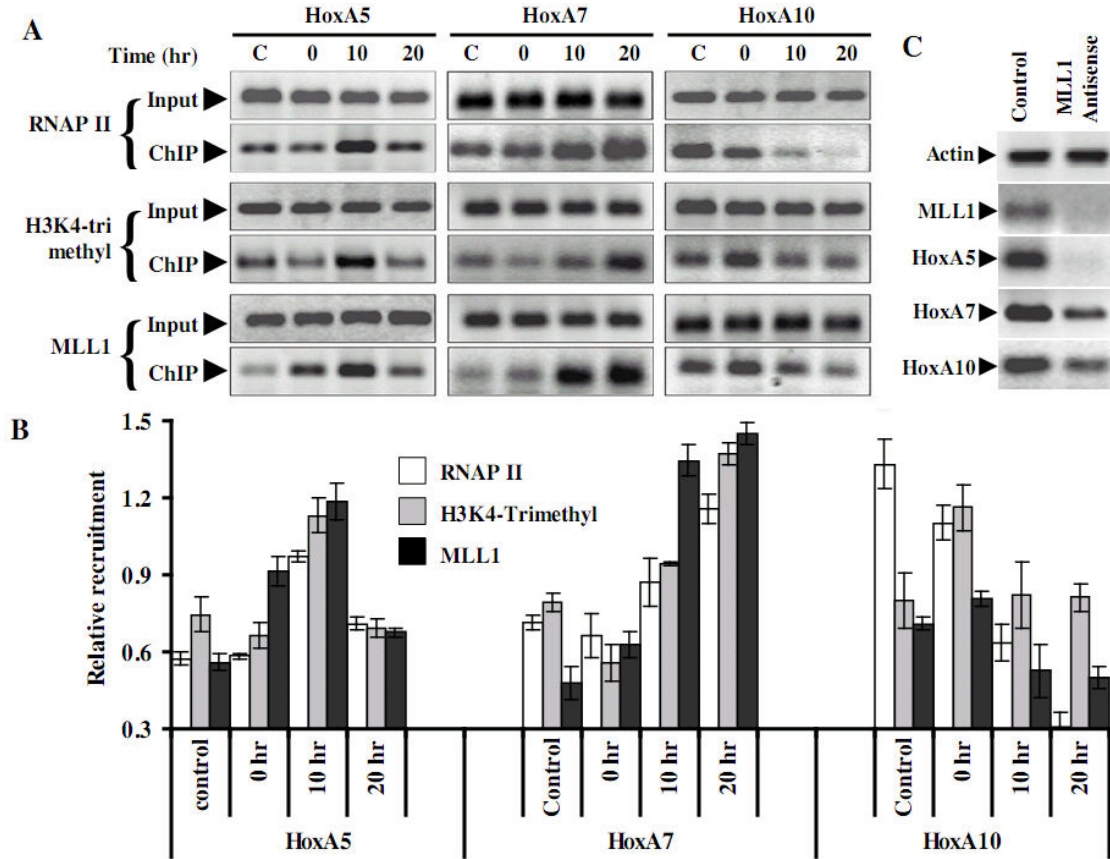 A
HoxA5 HoxA7 HoxA10
Time (hr) C 0 10 20 C 0 10 20 C 0 10 20
RNAP II
Input
ChIP
H3K4-tri
methyl
Input
ChIP
MLL1
Input
ChIP
C
Control
MLL1
Antisense
Actin
MLL1
HoxA5
HoxA7
HoxA10
B
Relative recruitment
1.5
1.2
0.9
0.6
0.3
RNAP II
H3K4-Trimethyl
MLL1
control 0 hr 10 hr 20 hr Control 0 hr 10 hr 20 hr Control 0 hr 10 hr 20 hr
HoxA5 HoxA7 HoxA10